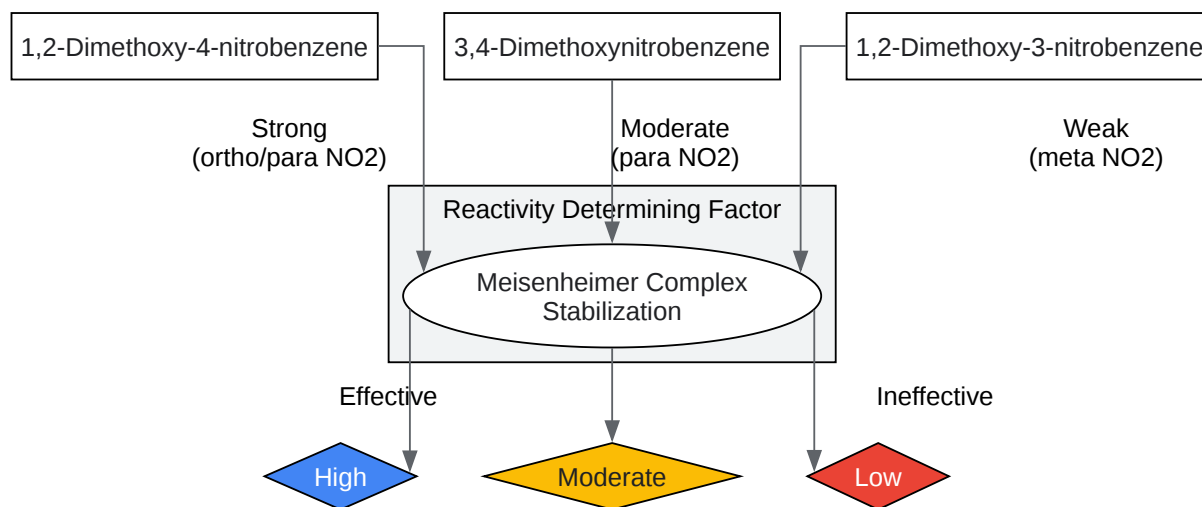 1,2-Dimethoxy-4-nitrobenzene
3,4-Dimethoxynitrobenzene
1,2-Dimethoxy-3-nitrobenzene
Strong
(ortho/para NO2)
Moderate
(para NO2)
Weak
(meta NO2)
Reactivity Determining Factor
Meisenheimer Complex
Stabilization
Effective
Ineffective
High
Moderate
Low